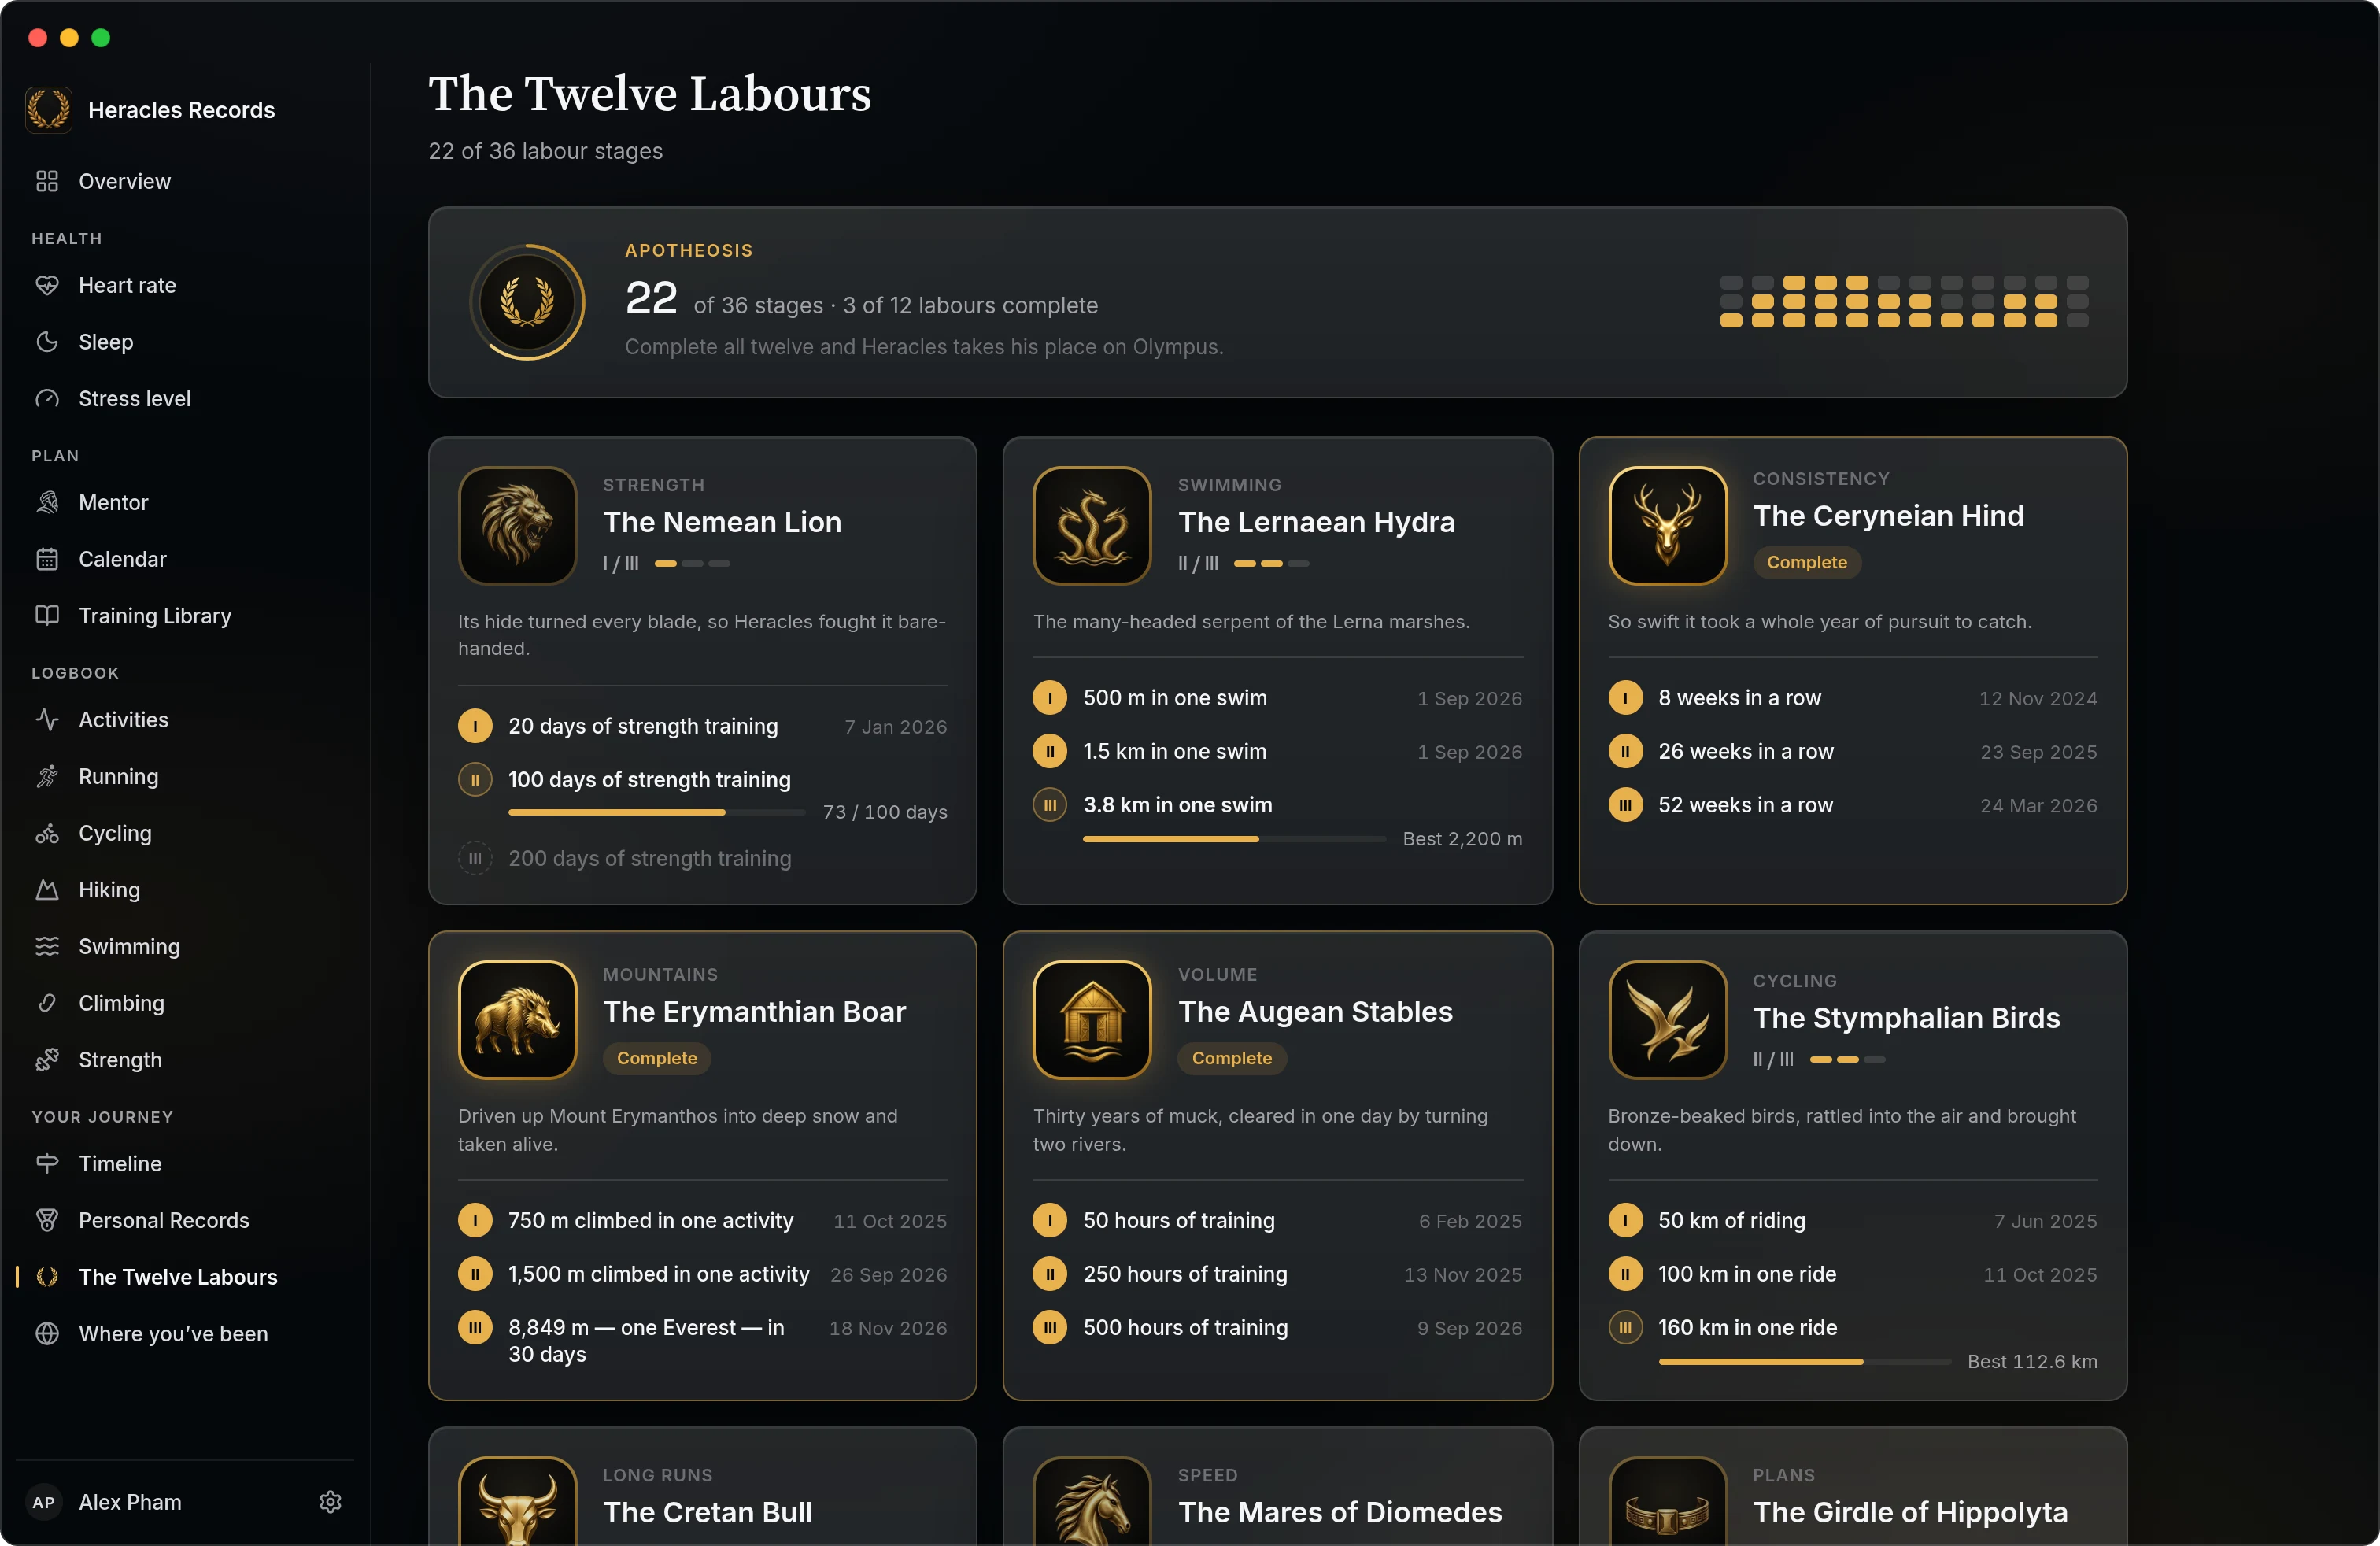 Heracles Records
Overview
HEALTH
Heart rate
Sleep
Stress level
PLAN
Mentor
Calendar
Training Library
LOGBOOK
Activities
Running
Cycling
Hiking
Swimming
Climbing
Strength
YOUR JOURNEY
Timeline
Personal Records
The Twelve Labours
Where you’ve been
AP Alex Pham
The Twelve Labours
22 of 36 labour stages
APOTHEOSIS
22 of 36 stages · 3 of 12 labours complete
Complete all twelve and Heracles takes his place on Olympus.
STRENGTH
The Nemean Lion
I / III
Its hide turned every blade, so Heracles fought it bare-
handed.
I 20 days of strength training 7 Jan 2026
II 100 days of strength training
73 / 100 days
III 200 days of strength training
SWIMMING
The Lernaean Hydra
II / III
The many-headed serpent of the Lerna marshes.
I 500 m in one swim 1 Sep 2026
II 1.5 km in one swim 1 Sep 2026
III 3.8 km in one swim
Best 2,200 m
CONSISTENCY
The Ceryneian Hind
Complete
So swift it took a whole year of pursuit to catch.
I 8 weeks in a row 12 Nov 2024
II 26 weeks in a row 23 Sep 2025
III 52 weeks in a row 24 Mar 2026
MOUNTAINS
The Erymanthian Boar
Complete
Driven up Mount Erymanthos into deep snow and
taken alive.
I 750 m climbed in one activity 11 Oct 2025
II 1,500 m climbed in one activity 26 Sep 2026
III 8,849 m — one Everest — in 18 Nov 2026
30 days
VOLUME
The Augean Stables
Complete
Thirty years of muck, cleared in one day by turning
two rivers.
I 50 hours of training 6 Feb 2025
II 250 hours of training 13 Nov 2025
III 500 hours of training 9 Sep 2026
CYCLING
The Stymphalian Birds
II / III
Bronze-beaked birds, rattled into the air and brought
down.
I 50 km of riding 7 Jun 2025
II 100 km in one ride 11 Oct 2025
III 160 km in one ride
Best 112.6 km
LONG RUNS
The Cretan Bull
SPEED
The Mares of Diomedes
PLANS
The Girdle of Hippolyta